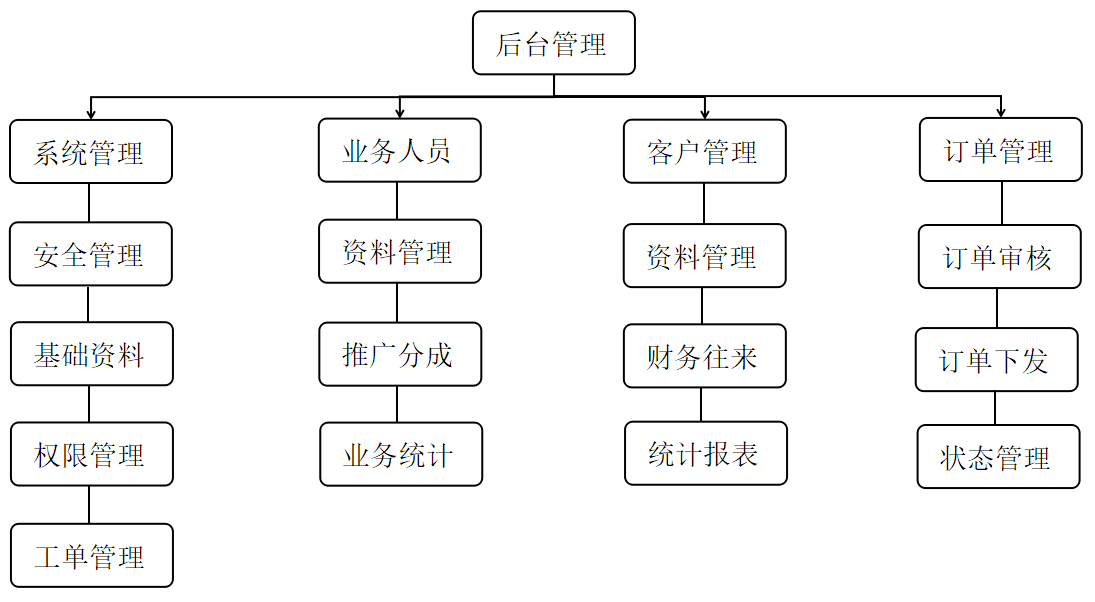 后台管理
系统管理
业务人员
客户管理
订单管理
安全管理
资料管理
资料管理
订单审核
基础资料
推广分成
财务往来
订单下发
权限管理
业务统计
统计报表
状态管理
工单管理